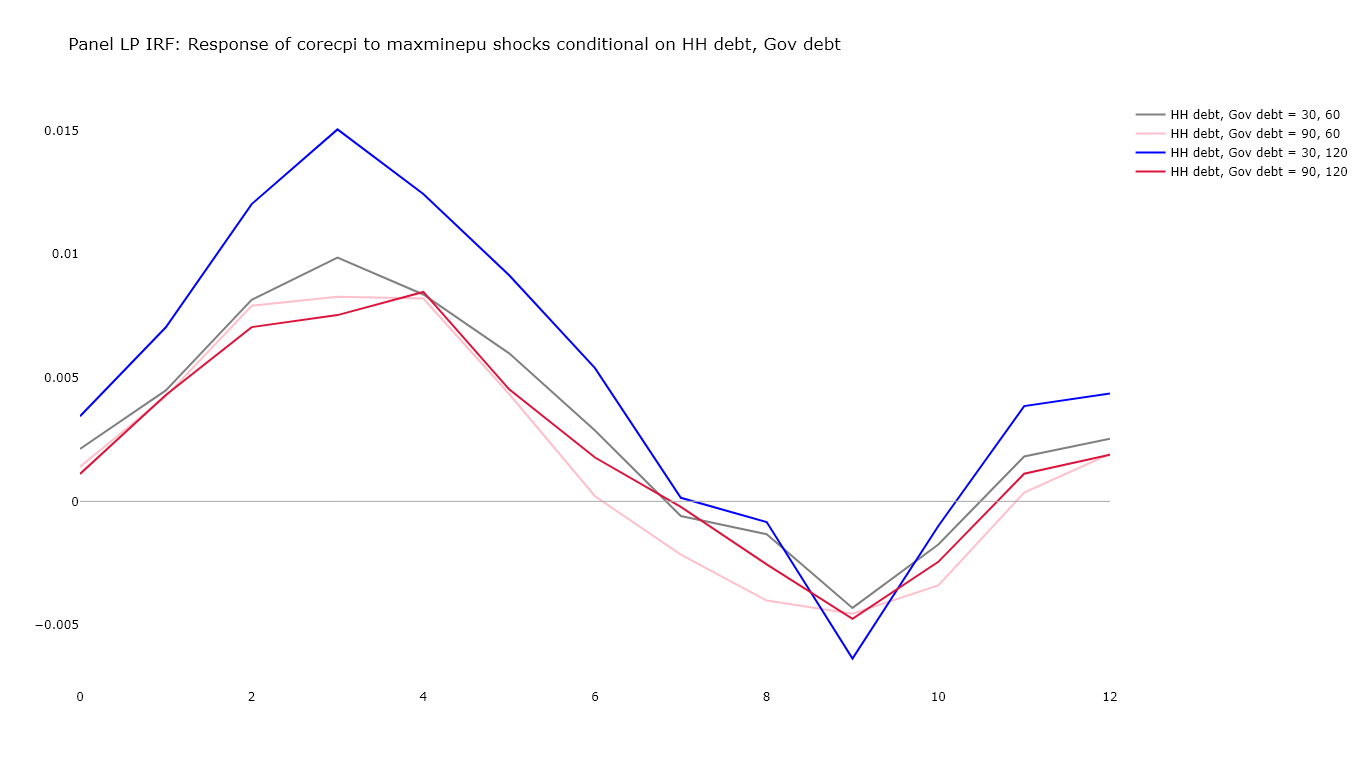 Panel LP IRF: Response of corecpi to maxminepu shocks conditional on HH debt, Gov debt
HH debt, Gov debt = 30, 60
HH debt, Gov debt = 90, 60
HH debt, Gov debt = 30, 120
HH debt, Gov debt = 90, 120
0.015
0.01
0.005
0
−0.005
0 2 4 6 8 10 12